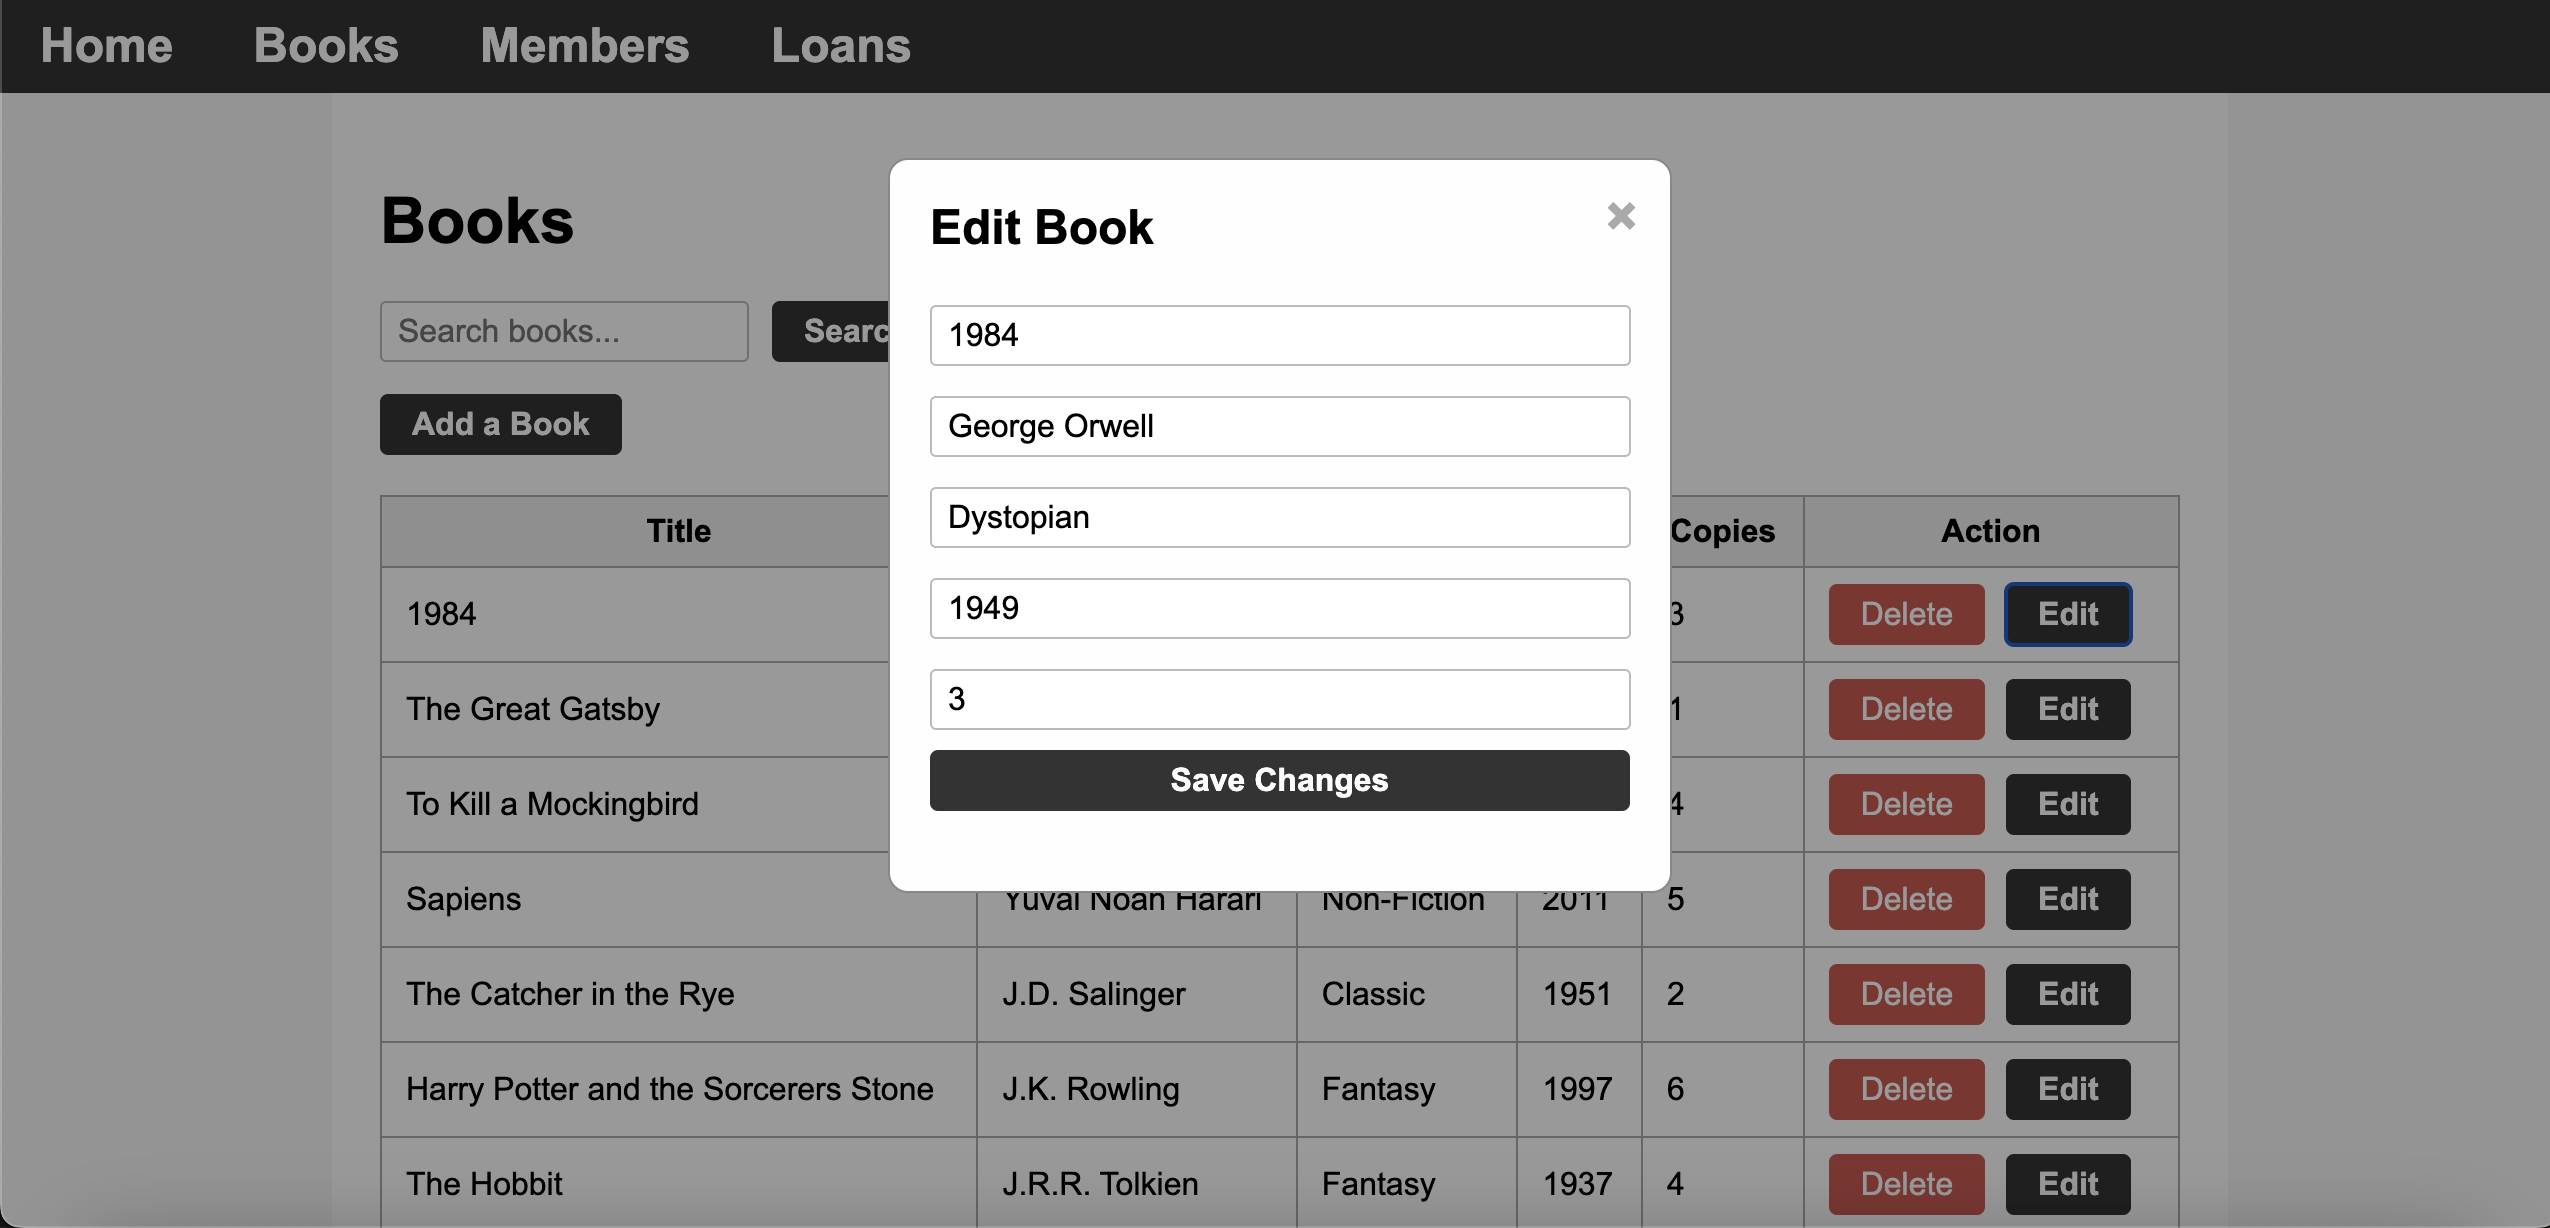 Home Books Members Loans
Books
Edit Book
×
Search books...
1984
Add a Book
George Orwell
Dystopian
1949
3
Save Changes
Title Copies Action
1984 3 Delete Edit
The Great Gatsby 1 Delete Edit
To Kill a Mockingbird 4 Delete Edit
Sapiens Yuval Noah Harari Non-Fiction 2011 5 Delete Edit
The Catcher in the Rye J.D. Salinger Classic 1951 2 Delete Edit
Harry Potter and the Sorcerers Stone J.K. Rowling Fantasy 1997 6 Delete Edit
The Hobbit J.R.R. Tolkien Fantasy 1937 4 Delete Edit